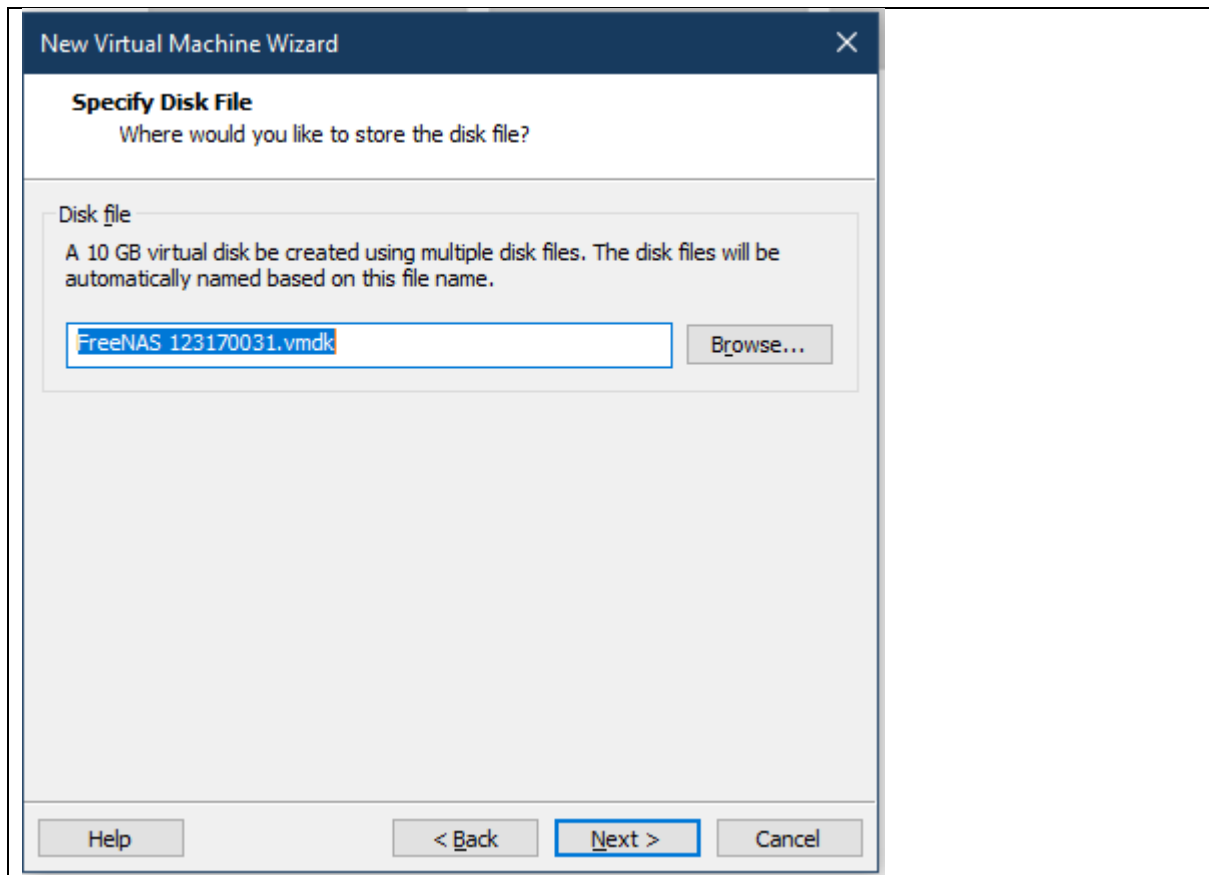 New Virtual Machine Wizard
Specify Disk File
Where would you like to store the disk file?
Disk file
A 10 GB virtual disk be created using multiple disk files. The disk files will be
automatically named based on this file name.
FreeNAS 123170031.vmdk
Browse...
Help
< Back
Next >
Cancel